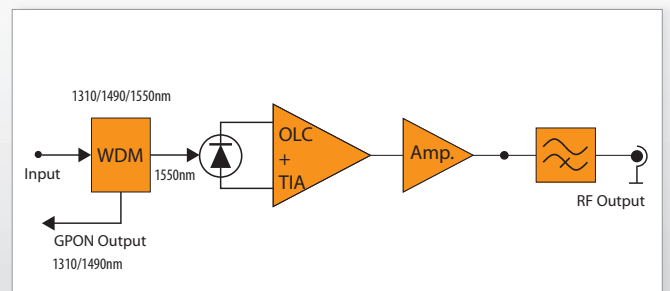 1310/1490/1550nm
WDM
Input
1550nm
OLC
+
TIA
Amp.
RF Output
GPON Output
1310/1490nm